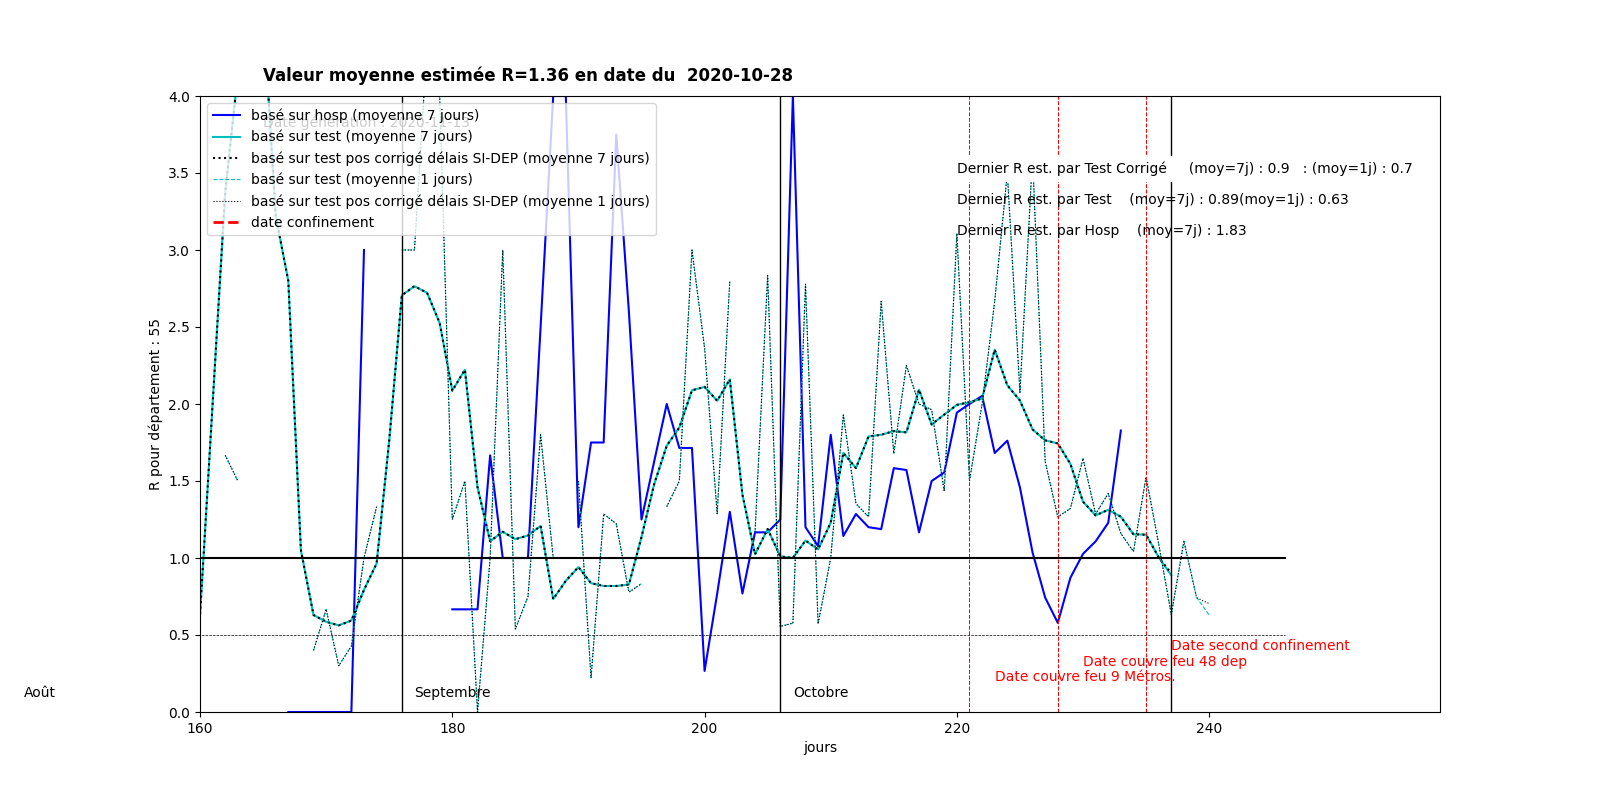 Valeur moyenne estimée R=1.36 en date du 2020-10-28
Date génération : 2020-11-13
basé sur hosp (moyenne 7 jours)
basé sur test (moyenne 7 jours)
basé sur test pos corrigé délais SI-DEP (moyenne 7 jours)
basé sur test (moyenne 1 jours)
basé sur test pos corrigé délais SI-DEP (moyenne 1 jours)
date confinement
Dernier R est. par Test Corrigé (moy=7j) : 0.9 : (moy=1j) : 0.7
Dernier R est. par Test (moy=7j) : 0.89(moy=1j) : 0.63
Dernier R est. par Hosp (moy=7j) : 1.83
4.0
3.5
3.0
2.5
2.0
1.5
1.0
0.5
0.0
R pour département : 55
Date second confinement
Date couvre feu 48 dep
Date couvre feu 9 Métros.
Août
Septembre
Octobre
160
180
200
220
240
jours